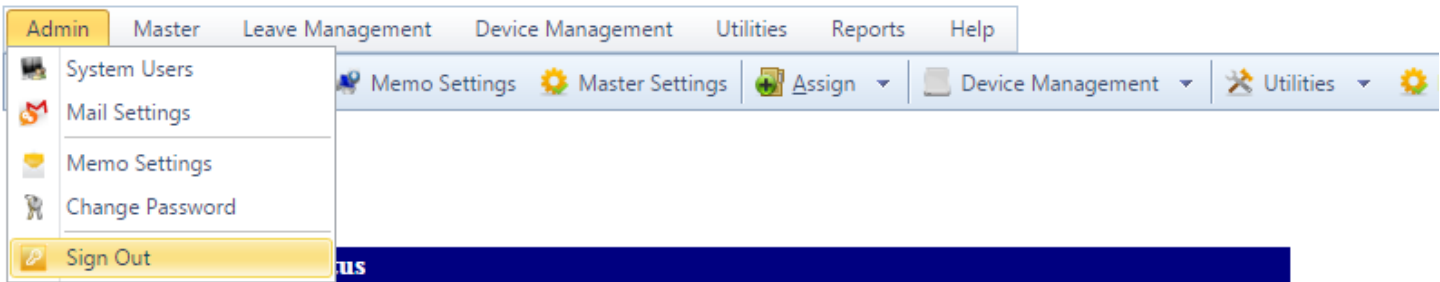 Admin Master Leave Management Device Management Utilities Reports Help
System Users
Memo Settings Master Settings Assign Device Management Utilities
Mail Settings
Memo Settings
Change Password
Sign Out
tus